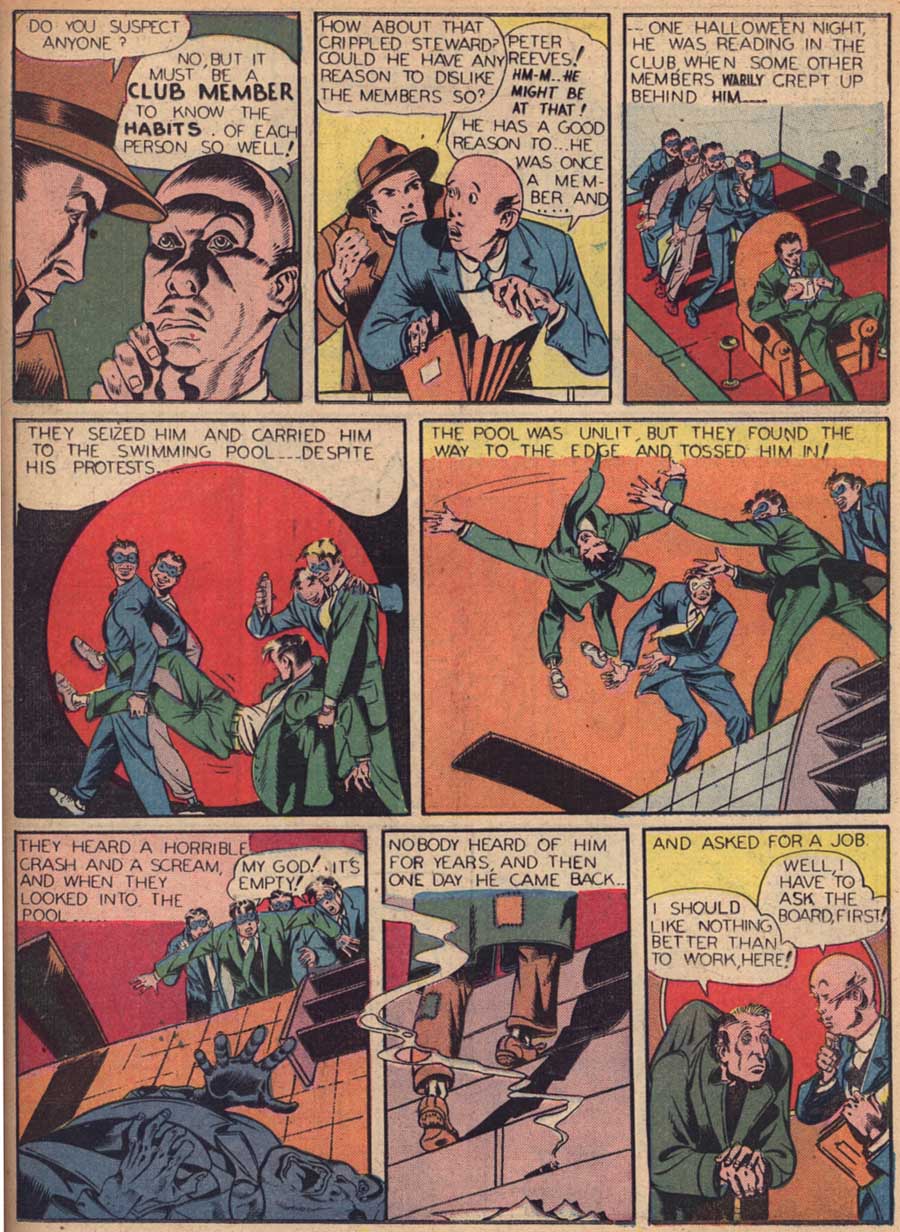 DO YOU SUSPECT
ANYONE?
NO, BUT IT
MUST BE A
CLUB MEMBER
TO KNOW THE
HABITS. OF EACH
PERSON SO WELL!
HOW ABOUT THAT
CRIPPLED STEWARD?
COULD HE HAVE ANY
REASON TO DISLIKE
THE MEMBERS SO?
PETER
REEVES!
HM-M..HE
MIGHT BE
AT THAT!
HE HAS A GOOD
REASON TO...HE
WAS ONCE
A MEM-
BER AND
.....
--ONE HALLOWEEN NIGHT,
HE WAS READING IN THE
CLUB, WHEN SOME OTHER
MEMBERS WARILY CREPT UP
BEHIND HIM----
THEY SEIZED HIM AND CARRIED HIM
TO THE SWIMMING POOL---DESPITE
HIS PROTESTS....
THE POOL WAS UNLIT, BUT THEY FOUND THE
WAY TO THE EDGE AND TOSSED HIM IN!
THEY HEARD A HORRIBLE
CRASH AND A SCREAM,
AND WHEN THEY
LOOKED INTO THE
POOL.....
MY GOD! IT'S
EMPTY!
NOBODY HEARD OF HIM
FOR YEARS, AND THEN
ONE DAY HE CAME BACK..
AND ASKED FOR A JOB.
I SHOULD
LIKE NOTHING
BETTER THAN
TO WORK, HERE!
WELL, I
HAVE TO
ASK THE
BOARD, FIRST!